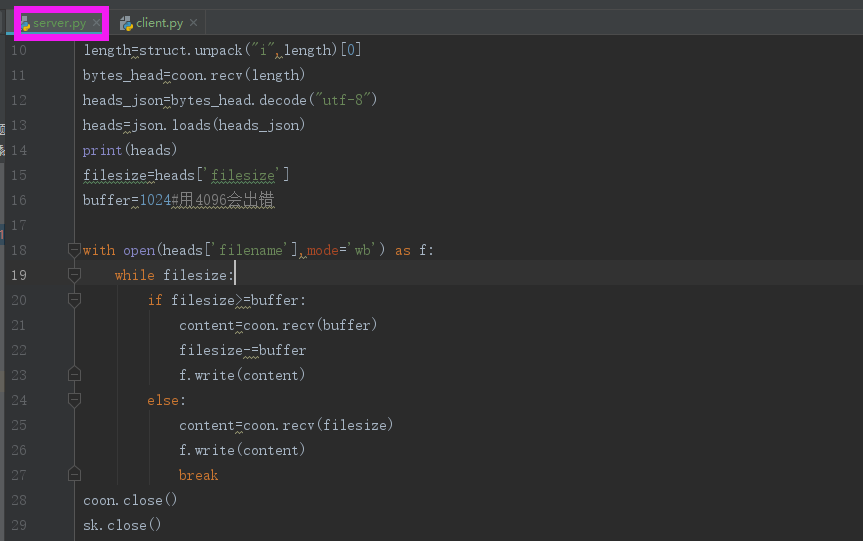 server.py client.py
10 length=struct.unpack("i",length)[0]
11 bytes_head=coon.recv(length)
12 heads_json=bytes_head.decode("utf-8")
13 heads=json.loads(heads_json)
14 print(heads)
15 filesize=heads['filesize']
16 buffer=1024#用4096会出错
17
18 with open(heads['filename'],mode='wb') as f:
19 while filesize:
20 if filesize>=buffer:
21 content=coon.recv(buffer)
22 filesize-=buffer
23 f.write(content)
24 else:
25 content=coon.recv(filesize)
26 f.write(content)
27 break
28 coon.close()
29 sk.close()